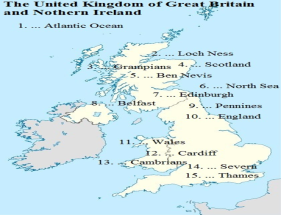 The United Kingdom of Great Britain
and Nothern Ireland
1. ... Atlantic Ocean
2. ... Loch Ness
3. ... Grampians
4. ... Scotland
5. ... Ben Nevis
6. ... North Sea
7. ... Edinburgh
8. ... Belfast
9. ... Pennines
10. ... England
11. ... Wales
12. ... Cardiff
13. ... Cambrians
14. ... Severn
15. ... Thames